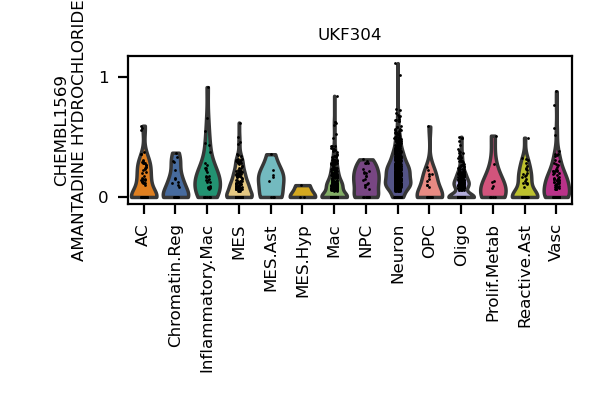 UKF304
CHEMBL1569
AMANTADINE HYDROCHLORIDE
1
0
AC
Chromatin.Reg
Inflammatory.Mac
MES
MES.Ast
MES.Hyp
Mac
NPC
Neuron
OPC
Oligo
Prolif.Metab
Reactive.Ast
Vasc